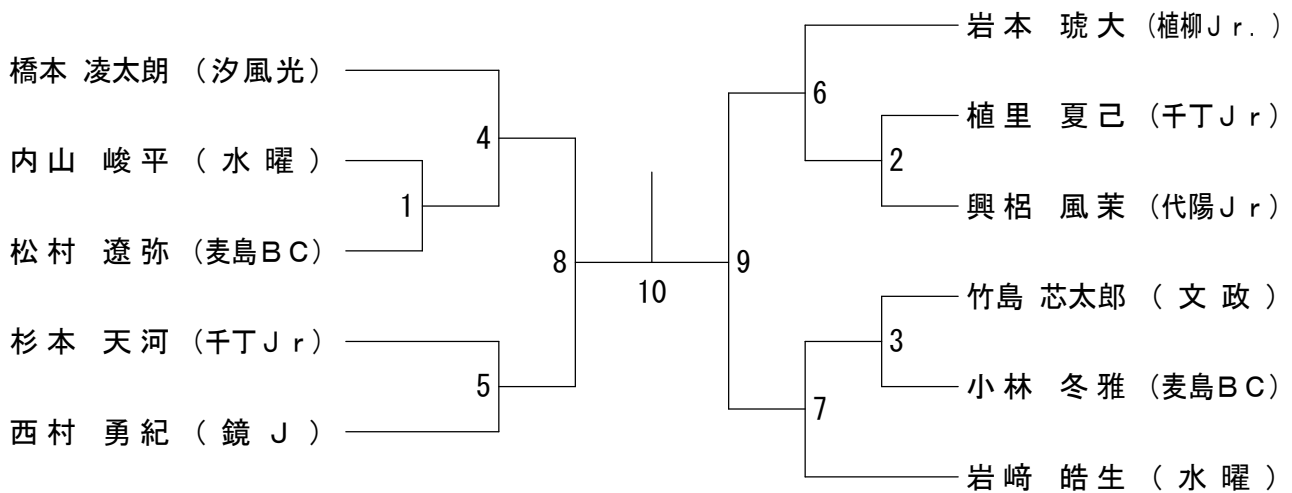 橋本 凌太朗 (汐風光)
内山 峻平 (水曜)
松村 遼弥 (麦島BC)
杉本 天河 (千丁Jr)
西村 勇紀 (鏡J)
4
1
8
5
10
岩本 琥大 (植柳Jr.)
植里 夏己 (千丁Jr)
興梠 風茉 (代陽Jr)
竹島 芯太郎 (文政)
小林 冬雅 (麦島BC)
岩﨑 皓生 (水曜)
6
2
9
3
7